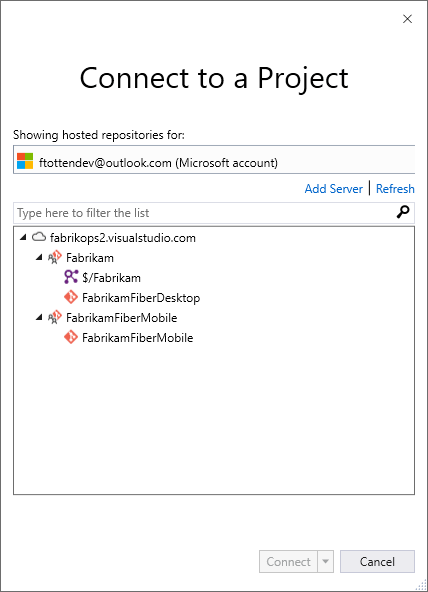 Connect to a Project
Showing hosted repositories for:
ftottendev@outlook.com (Microsoft account)
Add Server | Refresh
Type here to filter the list
fabrikops2.visualstudio.com
Fabrikam
$/Fabrikam
FabrikamFiberDesktop
FabrikamFiberMobile
FabrikamFiberMobile
Connect Cancel